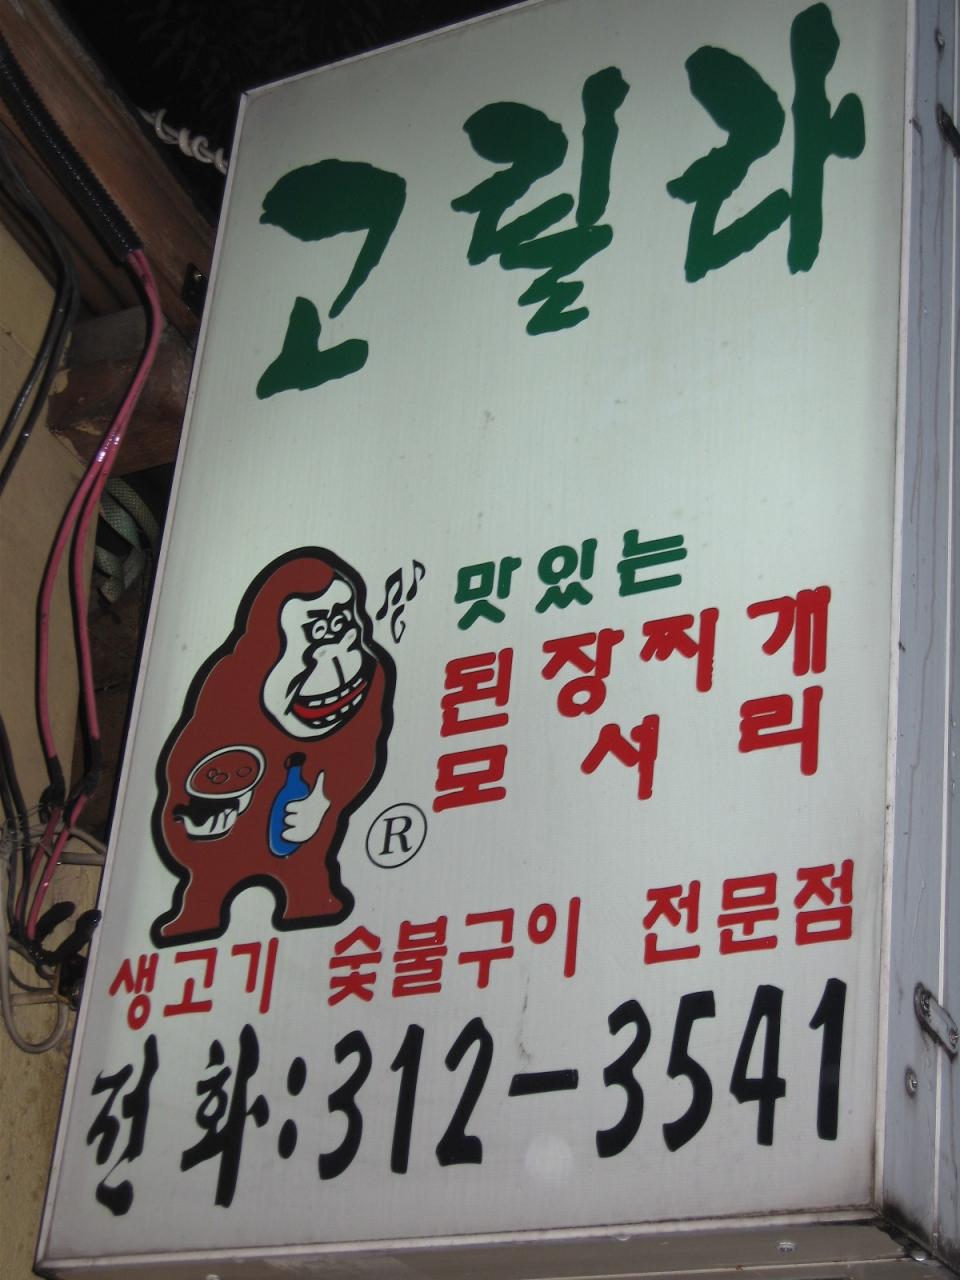 고릴라
맛있는
된장찌개
모서리
®
생고기 숯불구이 전문점
전화:312-3541